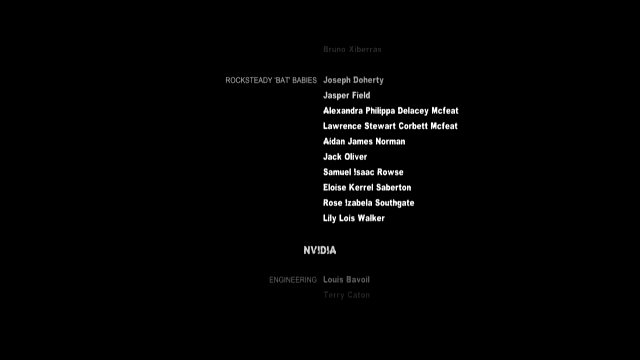 Bruno Xiberras
ROCKSTEADY 'BAT' BABIES Joseph Doherty
Jasper Field
Alexandra Philippa Delacey Mcfeat
Lawrence Stewart Corbett Mcfeat
Aidan James Norman
Jack Oliver
Samuel Isaac Rowse
Eloise Kerrel Saberton
Rose Izabela Southgate
Lily Lois Walker
NVIDIA
ENGINEERING Louis Bavoil
Terry Caton